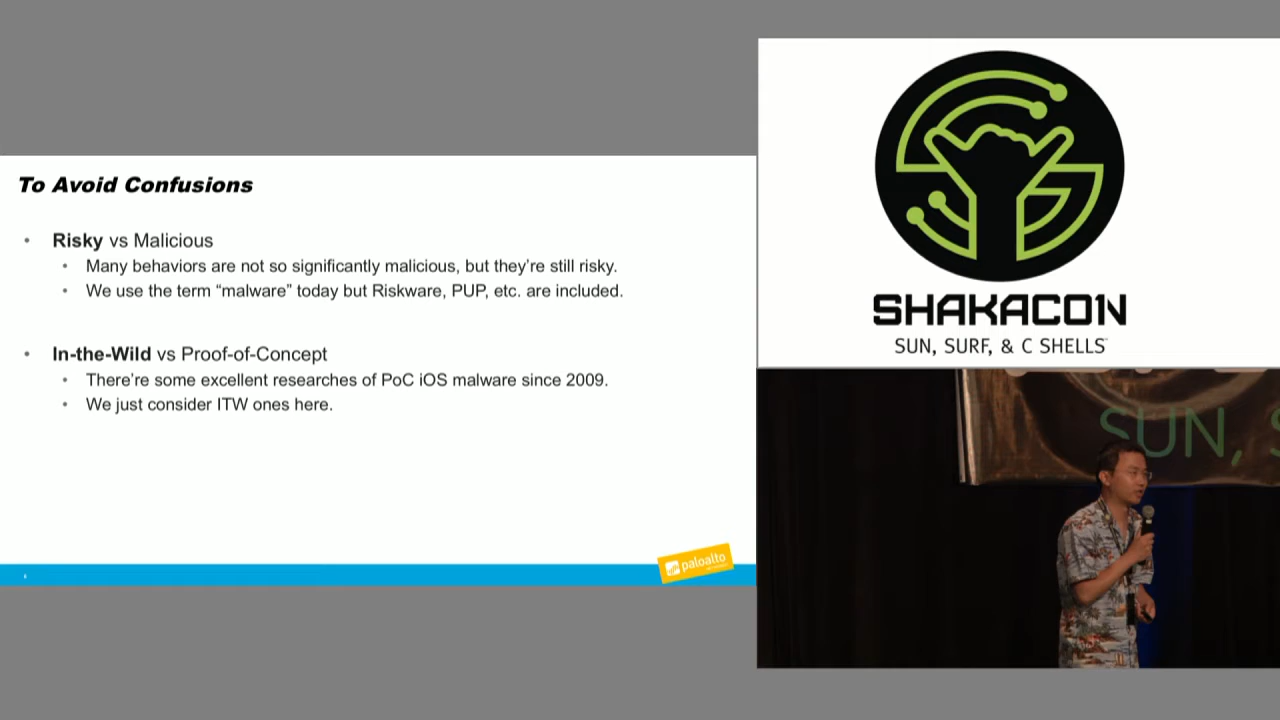 To Avoid Confusions
• Risky vs Malicious
• Many behaviors are not so significantly malicious, but they're still risky.
• We use the term “malware” today but Riskware, PUP, etc. are included.
• In-the-Wild vs Proof-of-Concept
• There're some excellent researches of PoC iOS malware since 2009.
• We just consider ITW ones here.
paloalto
SHAKACON
SUN, SURF, & C SHELLS
SUN, S